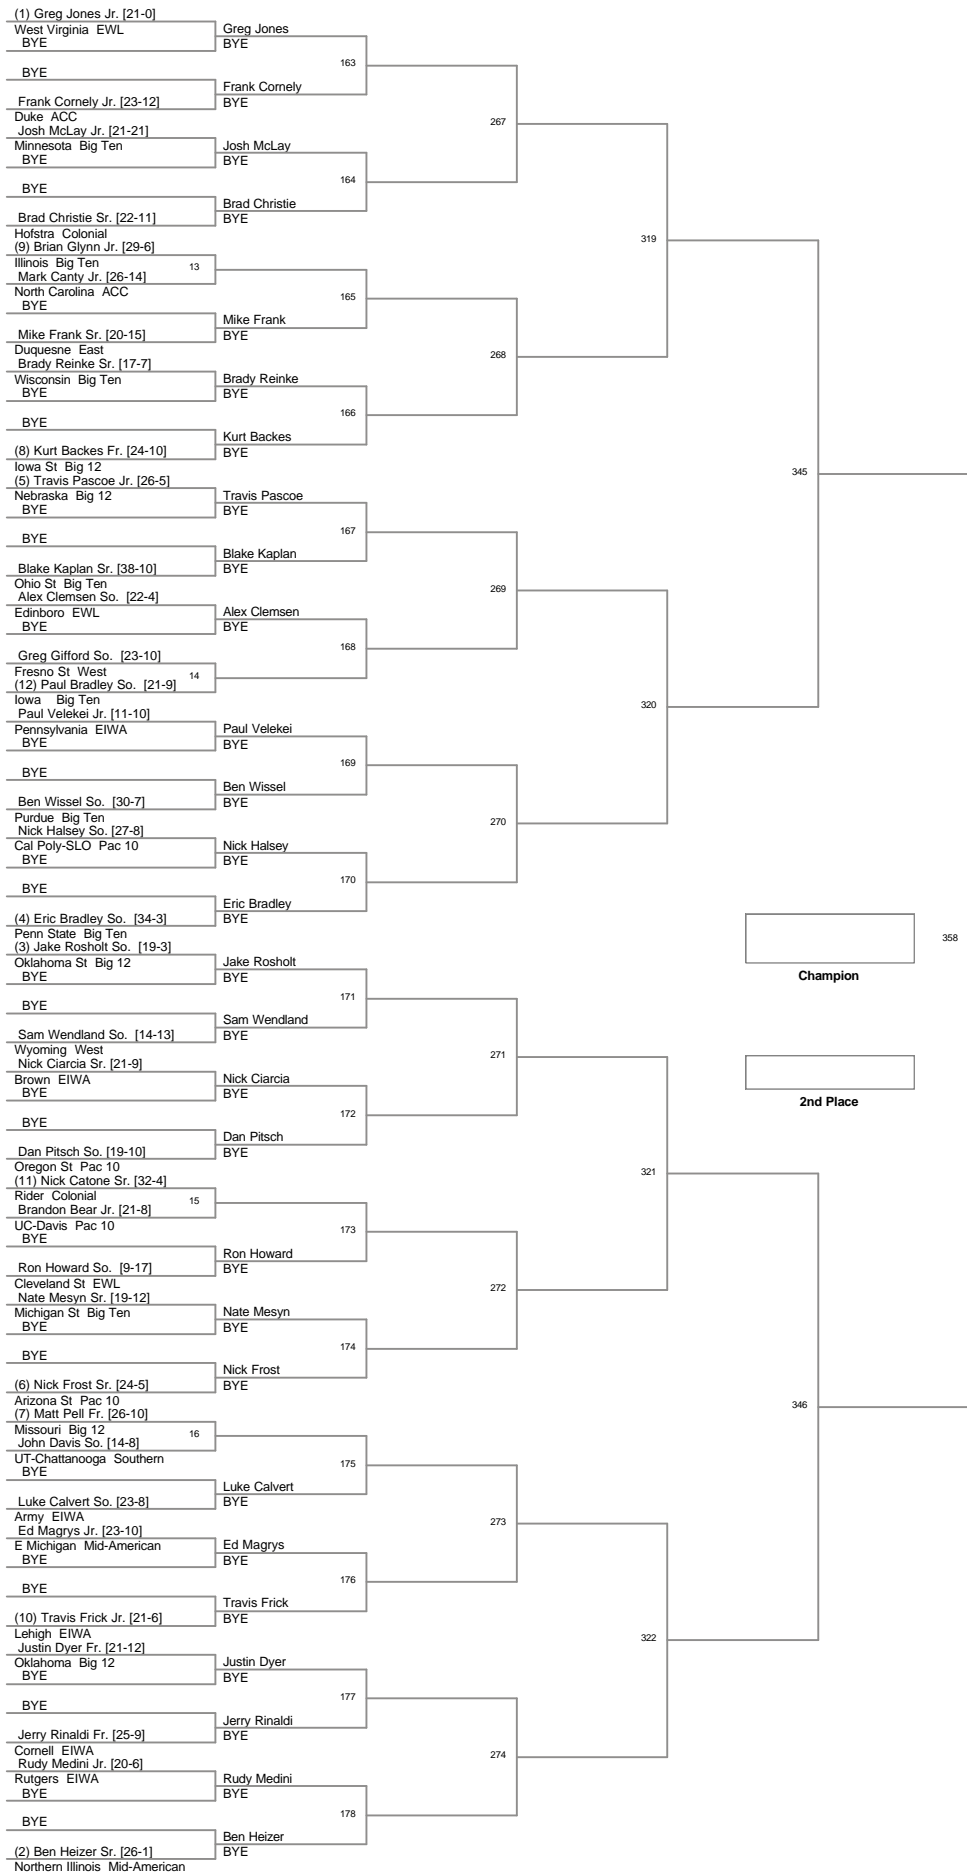 (1) Greg Jones Jr. [21-0]
West Virginia EWL
BYE
Greg Jones
BYE
163
BYE
Frank Cornely
BYE
Frank Cornely Jr. [23-12]
Duke ACC
267
Josh McLay Jr. [21-21]
Minnesota Big Ten
BYE
Josh McLay
BYE
164
BYE
Brad Christie
BYE
Brad Christie Sr. [22-11]
Hofstra Colonial
319
(9) Brian Glynn Jr. [29-6]
Illinois Big Ten
13
Mark Canty Jr. [26-14]
North Carolina ACC
165
BYE
Mike Frank
BYE
Mike Frank Sr. [20-15]
Duquesne East
268
Brady Reinke Sr. [17-7]
Wisconsin Big Ten
BYE
Brady Reinke
BYE
166
BYE
Kurt Backes
BYE
(8) Kurt Backes Fr. [24-10]
Iowa St Big 12
345
(5) Travis Pascoe Jr. [26-5]
Nebraska Big 12
BYE
Travis Pascoe
BYE
167
BYE
Blake Kaplan
BYE
Blake Kaplan Sr. [38-10]
Ohio St Big Ten
269
Alex Clemsen So. [22-4]
Edinboro EWL
BYE
Alex Clemsen
BYE
168
Greg Gifford So. [23-10]
Fresno St West
14
(12) Paul Bradley So. [21-9]
Iowa Big Ten
320
Paul Velekei Jr. [11-10]
Pennsylvania EIWA
BYE
Paul Velekei
BYE
169
BYE
Ben Wissel
BYE
Ben Wissel So. [30-7]
Purdue Big Ten
270
Nick Halsey So. [27-8]
Cal Poly-SLO Pac 10
BYE
Nick Halsey
BYE
170
BYE
Eric Bradley
BYE
(4) Eric Bradley So. [34-3]
Penn State Big Ten
358
Champion
(3) Jake Rosholt So. [19-3]
Oklahoma St Big 12
BYE
Jake Rosholt
BYE
171
BYE
Sam Wendland
BYE
Sam Wendland So. [14-13]
Wyoming West
271
Nick Ciarcia Sr. [21-9]
Brown EIWA
BYE
Nick Ciarcia
BYE
2nd Place
172
BYE
Dan Pitsch
BYE
Dan Pitsch So. [19-10]
Oregon St Pac 10
321
(11) Nick Catone Sr. [32-4]
Rider Colonial
15
Brandon Bear Jr. [21-8]
UC-Davis Pac 10
173
BYE
Ron Howard
BYE
Ron Howard So. [9-17]
Cleveland St EWL
272
Nate Mesyn Sr. [19-12]
Michigan St Big Ten
BYE
Nate Mesyn
BYE
174
BYE
Nick Frost
BYE
(6) Nick Frost Sr. [24-5]
Arizona St Pac 10
346
(7) Matt Pell Fr. [26-10]
Missouri Big 12
16
John Davis So. [14-8]
UT-Chattanooga Southern
175
BYE
Luke Calvert
BYE
Luke Calvert So. [23-8]
Army EIWA
273
Ed Magrys Jr. [23-10]
E Michigan Mid-American
BYE
Ed Magrys
BYE
176
BYE
Travis Frick
BYE
(10) Travis Frick Jr. [21-6]
Lehigh EIWA
322
Justin Dyer Fr. [21-12]
Oklahoma Big 12
BYE
Justin Dyer
BYE
177
BYE
Jerry Rinaldi
BYE
Jerry Rinaldi Fr. [25-9]
Cornell EIWA
274
Rudy Medini Jr. [20-6]
Rutgers EIWA
BYE
Rudy Medini
BYE
178
BYE
Ben Heizer
BYE
(2) Ben Heizer Sr. [26-1]
Northern Illinois Mid-American